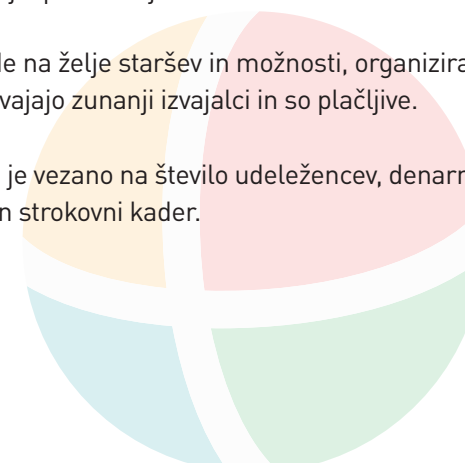 de na želje staršev in možnosti, organizira
vajajo zunanji izvajalci in so plačljive.
je vezano na število udeležencev, denarn
n strokovni kader.